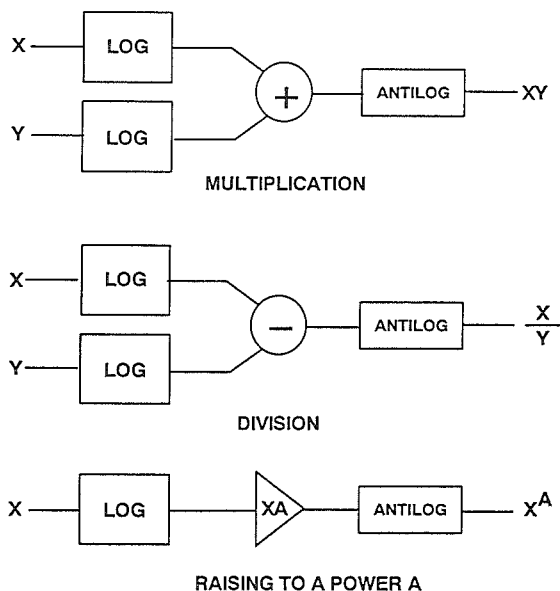 X LOG
+ ANTILOG XY
Y LOG
MULTIPLICATION
X LOG
− ANTILOG X
Y
Y LOG
DIVISION
X LOG XA ANTILOG X^A
RAISING TO A POWER A